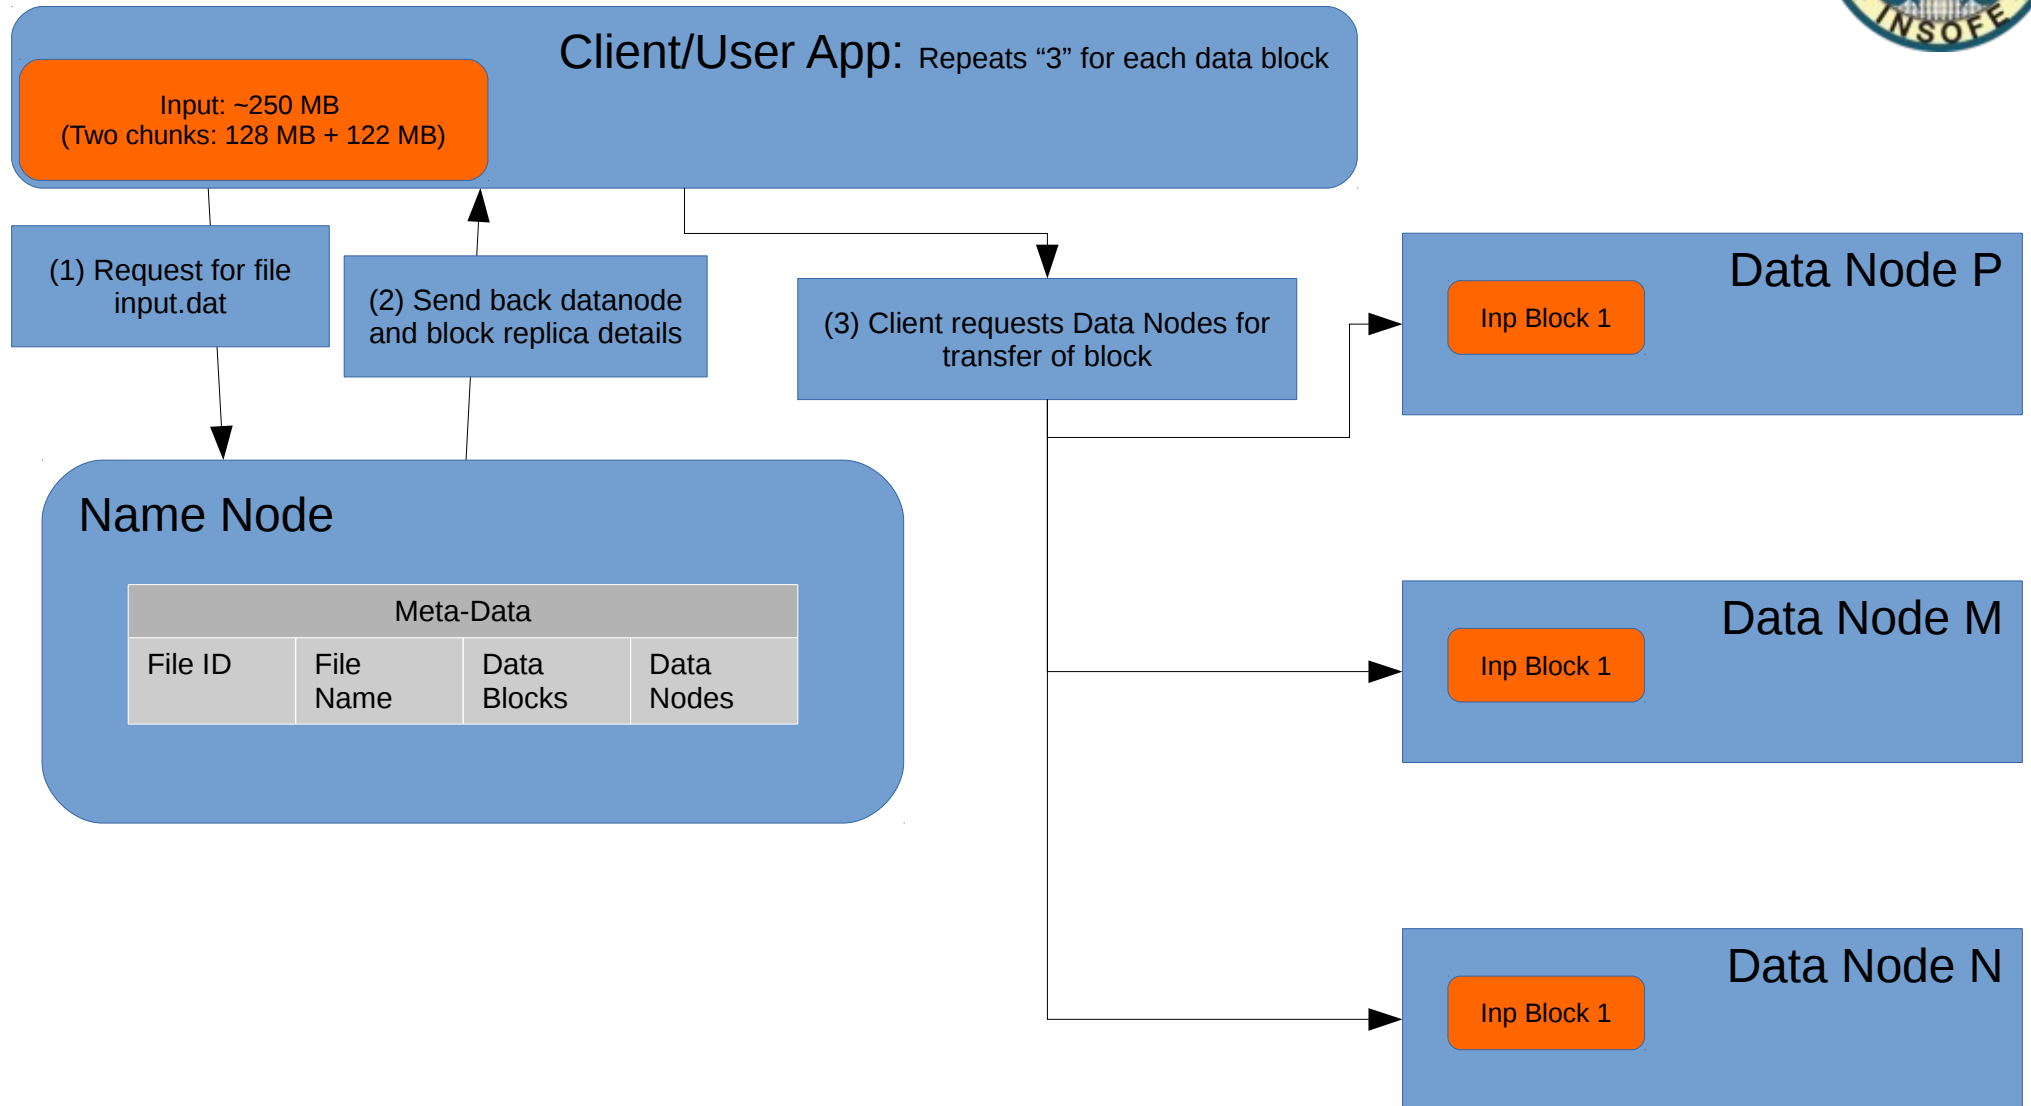 INSOFE
Client/User App: Repeats “3” for each data block
Input: ~250 MB
(Two chunks: 128 MB + 122 MB)
(1) Request for file
input.dat
(2) Send back datanode
and block replica details
(3) Client requests Data Nodes for
transfer of block
Data Node P
Inp Block 1
Name Node
Meta-Data
File ID
File
Name
Data
Blocks
Data
Nodes
Data Node M
Inp Block 1
Data Node N
Inp Block 1